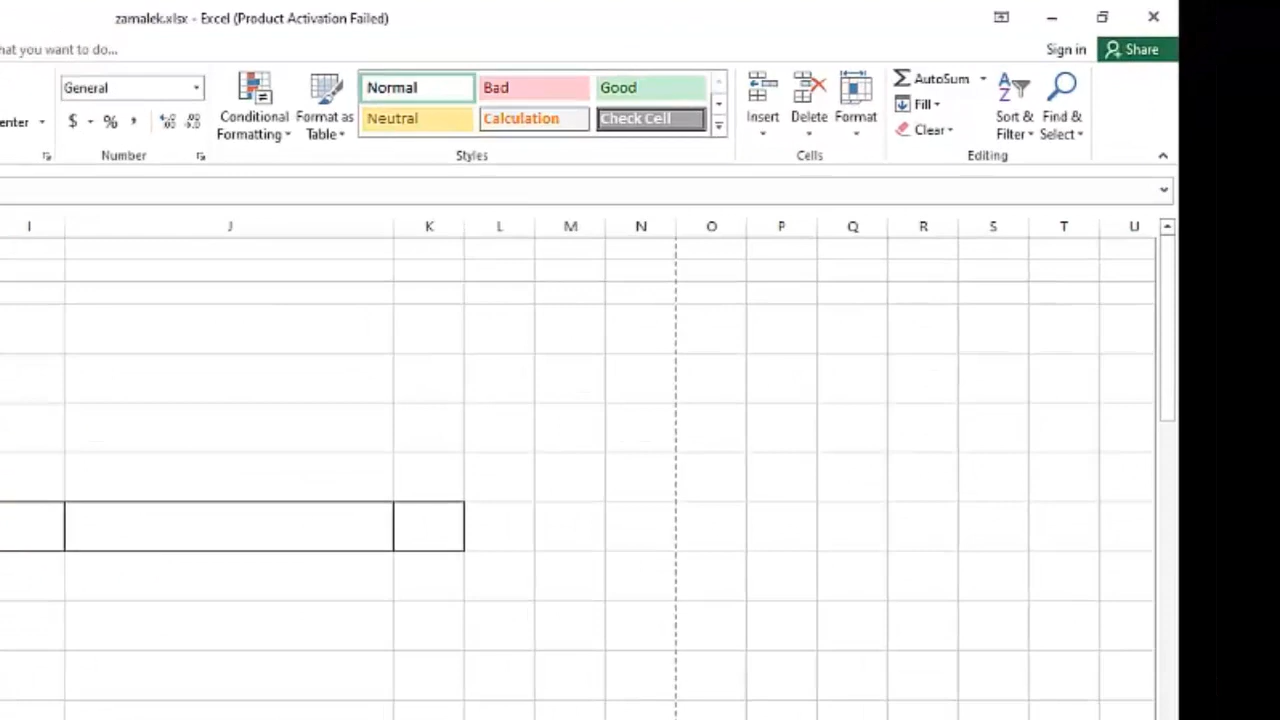 zamalek.xlsx - Excel (Product Activation Failed)
hat you want to do...
Sign in
Share
General
Normal
Bad
Good
AutoSum
enter
$ % ,
Conditional Formatting
Format as Table
Neutral
Calculation
Check Cell
Insert
Delete
Format
Fill
Clear
Sort & Filter
Find & Select
Number
Styles
Cells
Editing
I J K L M N O P Q R S T U